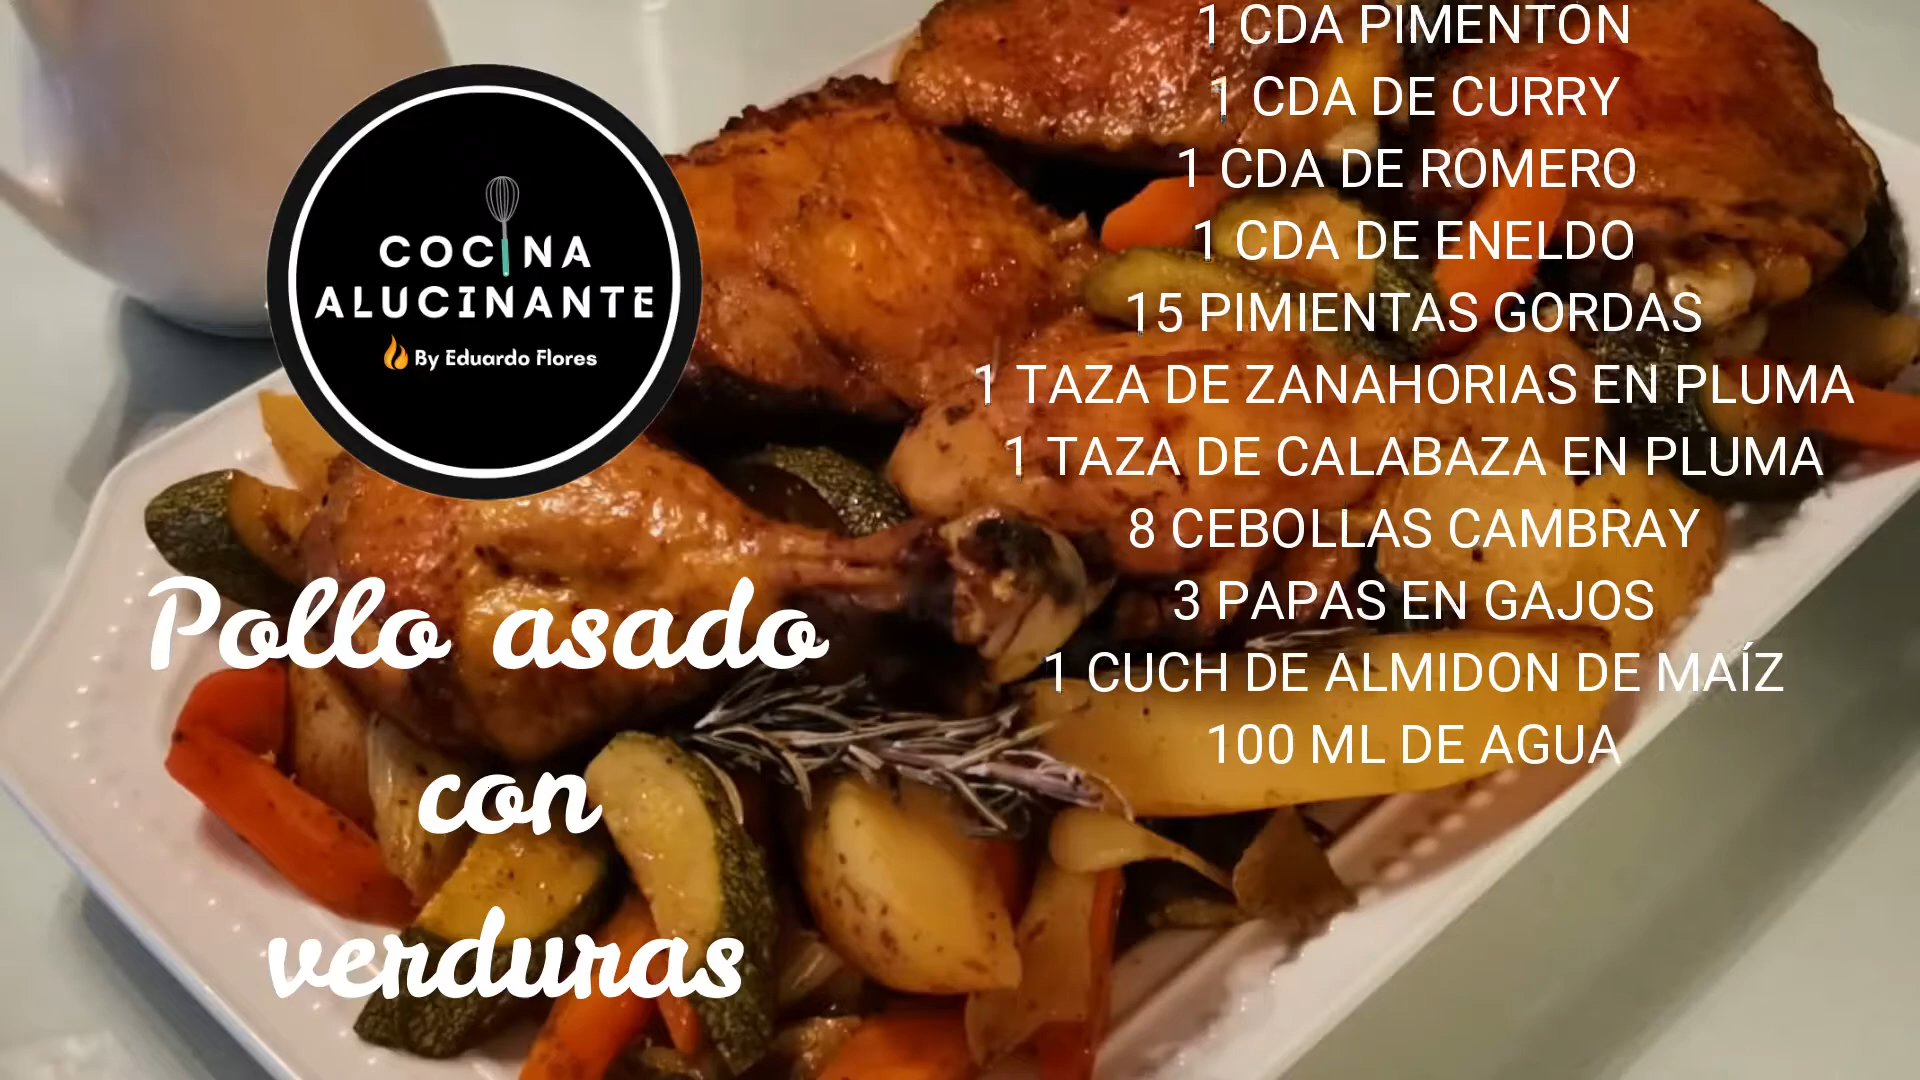 COCINA
ALUCINANTE
By Eduardo Flores
Pollo asado
con
verduras
1 CDA PIMENTON
1 CDA DE CURRY
1 CDA DE ROMERO
1 CDA DE ENELDO
15 PIMIENTAS GORDAS
1 TAZA DE ZANAHORIAS EN PLUMA
1 TAZA DE CALABAZA EN PLUMA
8 CEBOLLAS CAMBRAY
3 PAPAS EN GAJOS
1 CUCH DE ALMIDON DE MAÍZ
100 ML DE AGUA